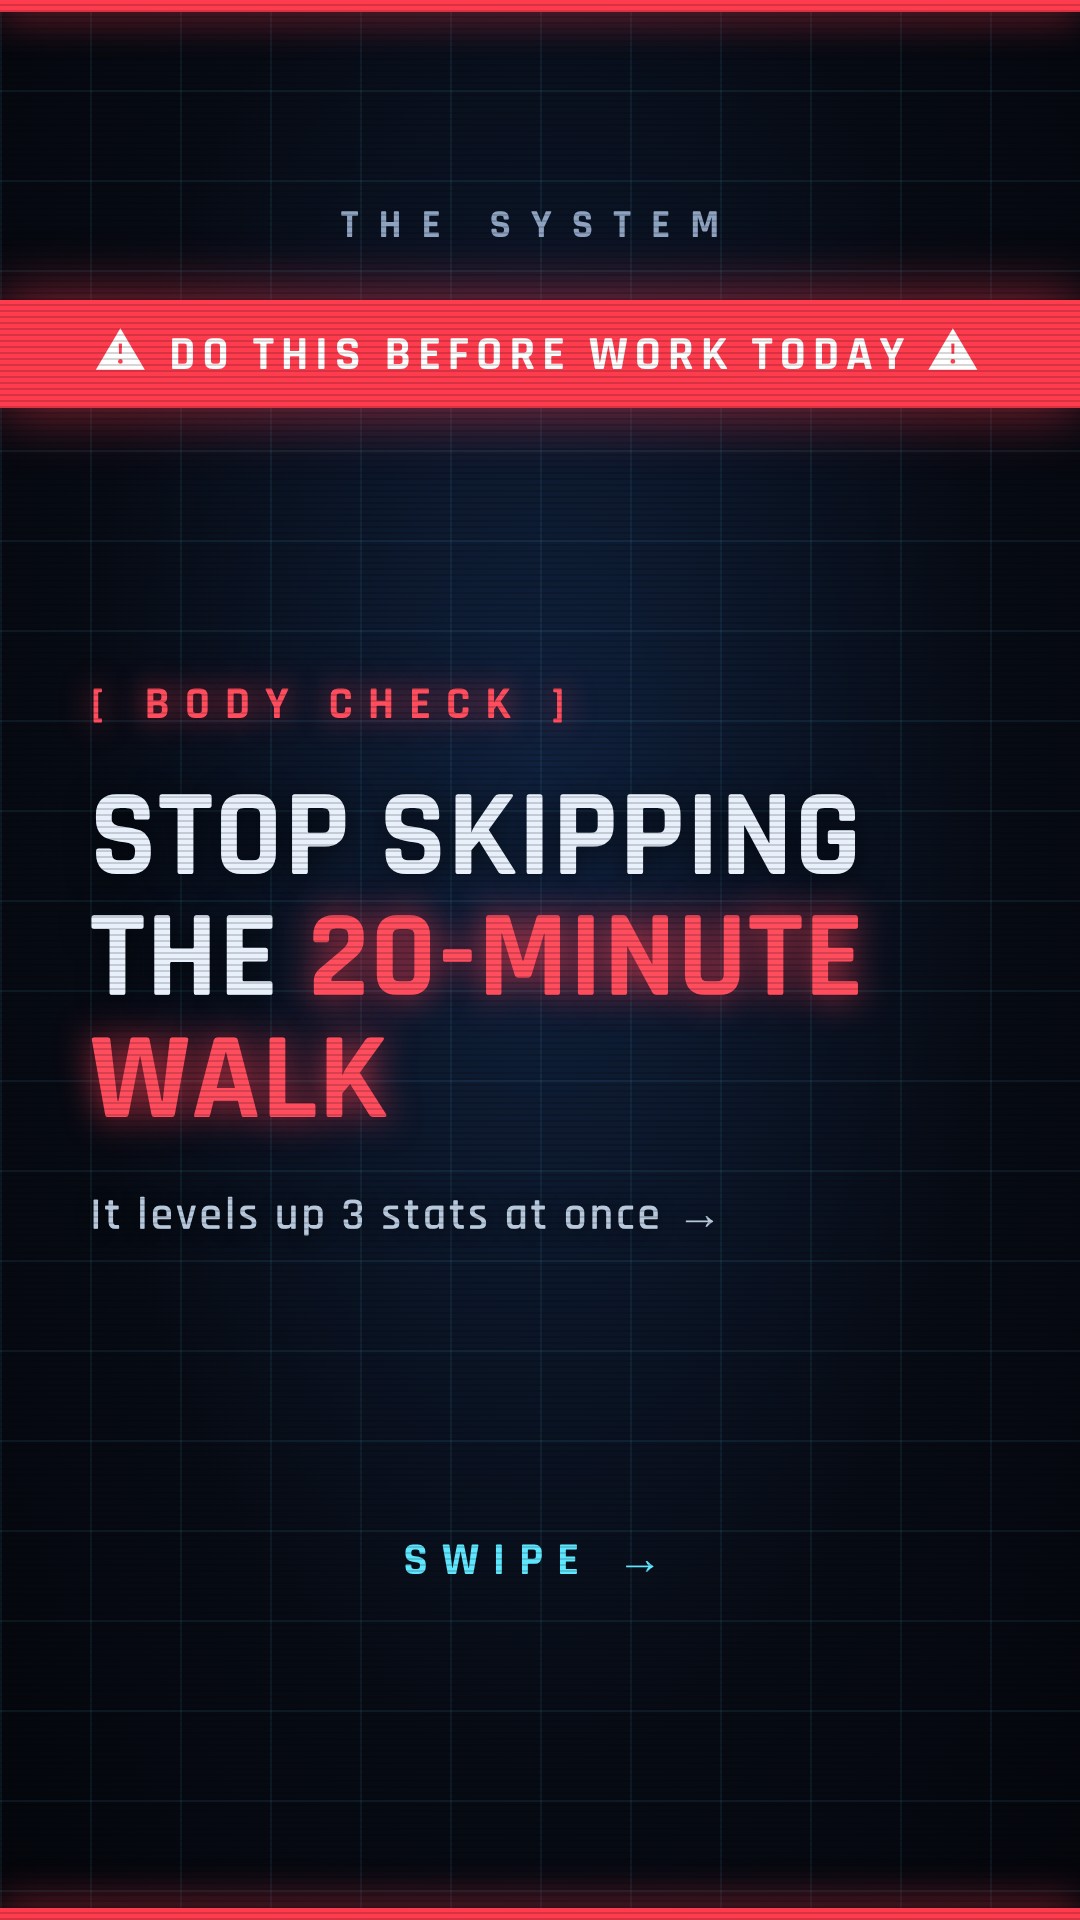 THE SYSTEM
⚠ DO THIS BEFORE WORK TODAY ⚠
[ BODY CHECK ]
STOP SKIPPING
THE 20-MINUTE
WALK
It levels up 3 stats at once →
SWIPE →